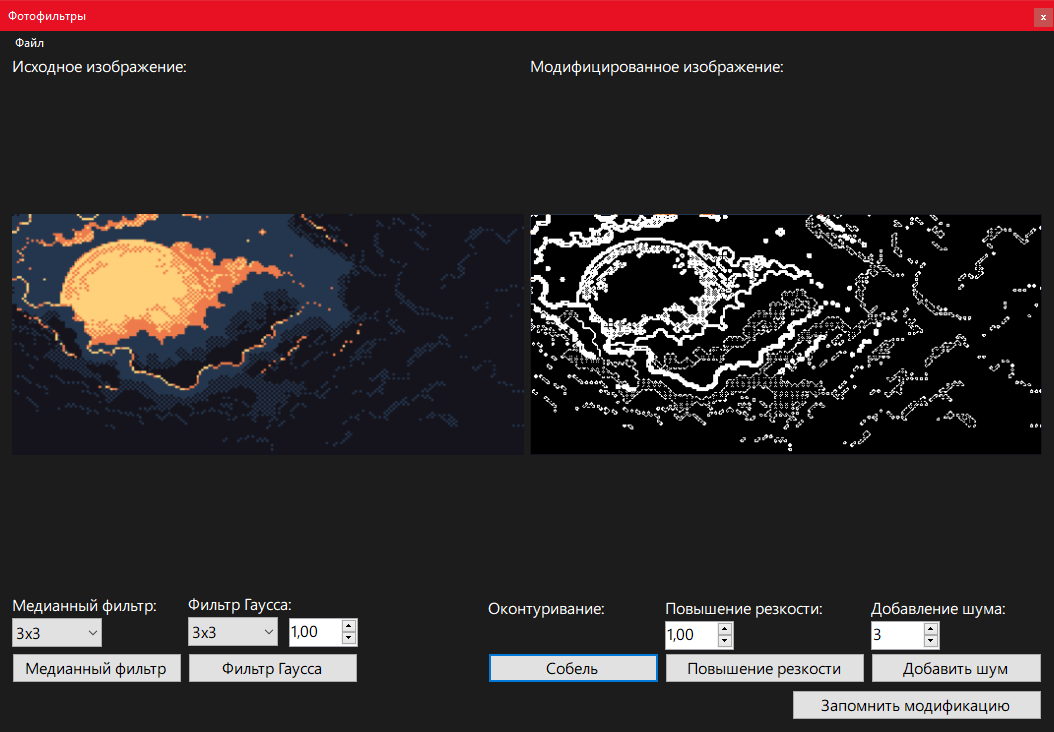 Фотофильтры
x
Файл
Исходное изображение:
Модифицированное изображение:
Медианный фильтр:
Фильтр Гаусса:
Оконтуривание:
Повышение резкости:
Добавление шума:
3x3
3x3
1,00
1,00
3
Медианный фильтр
Фильтр Гаусса
Собель
Повышение резкости
Добавить шум
Запомнить модификацию